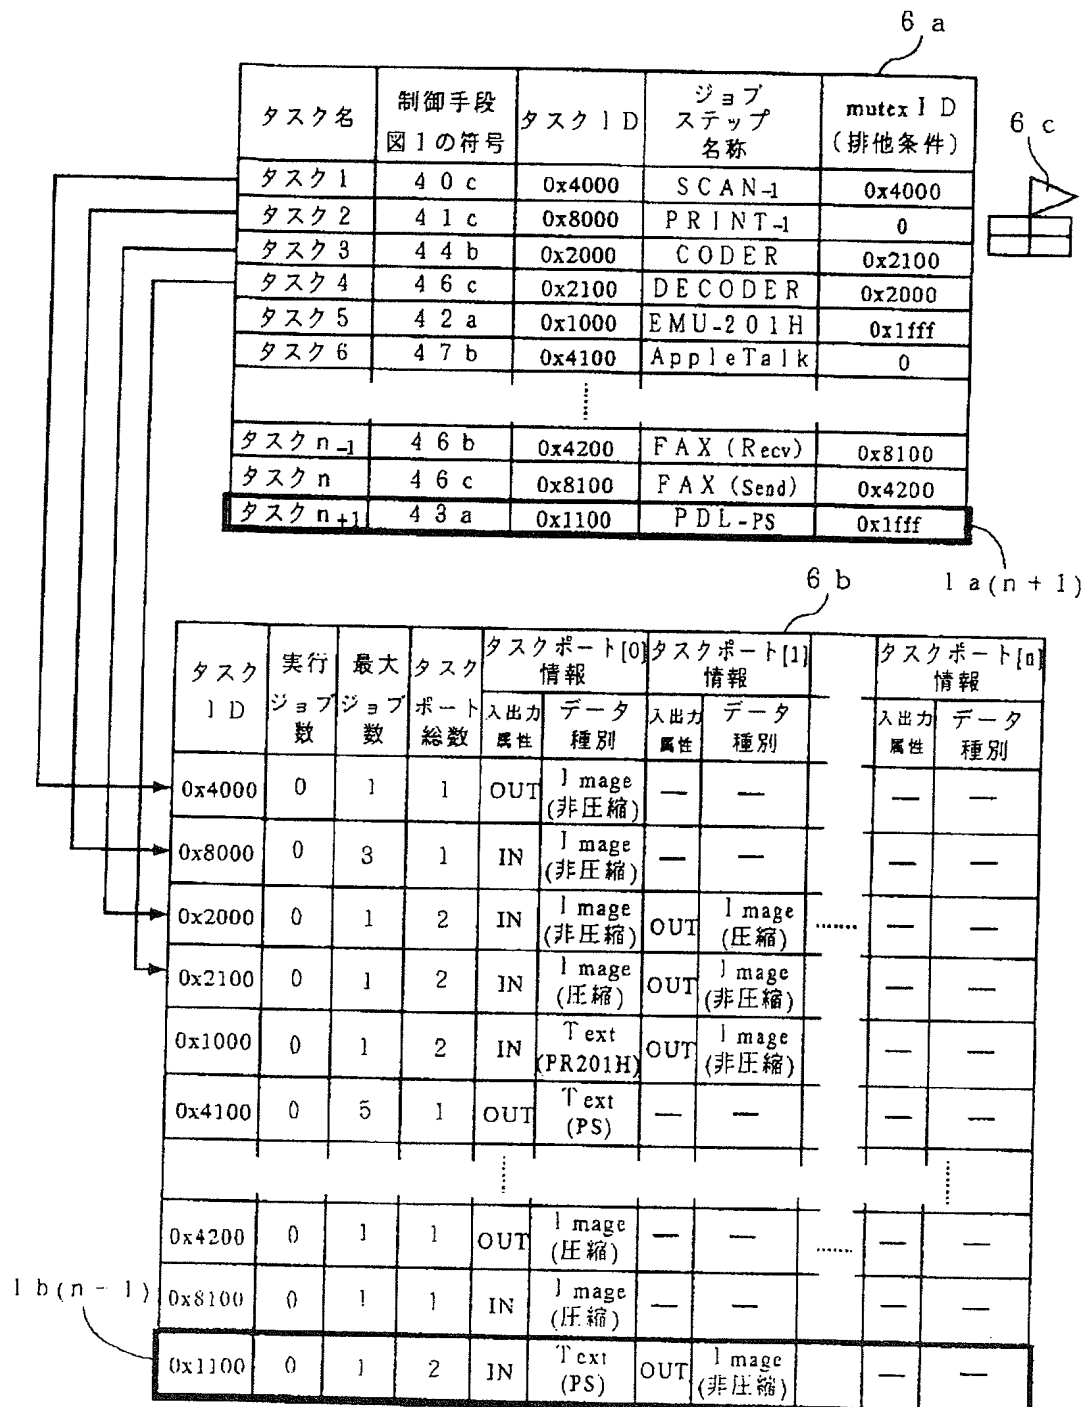 6 a
タスク名 制御手段 図1の符号 タスクID ジョブ ステップ 名称 mutex ID (排他条件)
6 c
タスク1 40c 0x4000 SCAN-1 0x4000
タスク2 41c 0x8000 PRINT-1 0
タスク3 44b 0x2000 CODER 0x2100
タスク4 46c 0x2100 DECODER 0x2000
タスク5 42a 0x1000 EMU-201H 0x1fff
タスク6 47b 0x4100 AppleTalk 0
タスクn-1 46b 0x4200 FAX (Recv) 0x8100
タスクn 46c 0x8100 FAX (Send) 0x4200
タスクn+1 43a 0x1100 PDL-PS 0x1fff
1 a(n + 1)
6 b
タスク ID 実行 ジョブ 数 最大 ジョブ 数 タスク ポート 総数 タスクポート[0] 情報 タスクポート[1] 情報 タスクポート[n] 情報
入出力 属性 データ 種別 入出力 属性 データ 種別 入出力 属性 データ 種別
0x4000 0 1 1 OUT Image (非圧縮) — — — —
0x8000 0 3 1 IN Image (非圧縮) — — — —
0x2000 0 1 2 IN Image (非圧縮) OUT Image (圧縮) …… — —
0x2100 0 1 2 IN Image (圧縮) OUT Image (非圧縮) — —
0x1000 0 1 2 IN Text (PR201H) OUT Image (非圧縮) — —
0x4100 0 5 1 OUT Text (PS) — — — —
0x4200 0 1 1 OUT Image (圧縮) — — …… — —
0x8100 0 1 1 IN Image (圧縮) — — — —
1 b(n - 1)
0x1100 0 1 2 IN Text (PS) OUT Image (非圧縮) — —